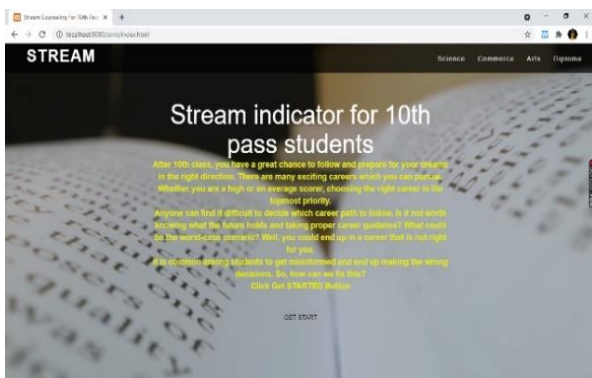 Stream Counseling for 10th Pas
localhost:8080/
STREAM
Science Commerce Arts Diploma
Stream indicator for 10th
pass students
After 10th class, you have a great chance to follow and prepare for your dreams
in the right direction. There are many exciting careers which you can pursue.
Whether you are a high or an average scorer, choosing the right career is the
topmost priority.
Anyone can find it difficult to decide which career path to follow. Is it not worth
knowing what the future holds and taking proper career guidance? What could
be the worst-case scenario? Well, you could end up in a career that is not right
for you.
It is common among students to get misinformed and end up making the wrong
decisions. So, how can we fix this?
Click Get STARTED Button
GET START